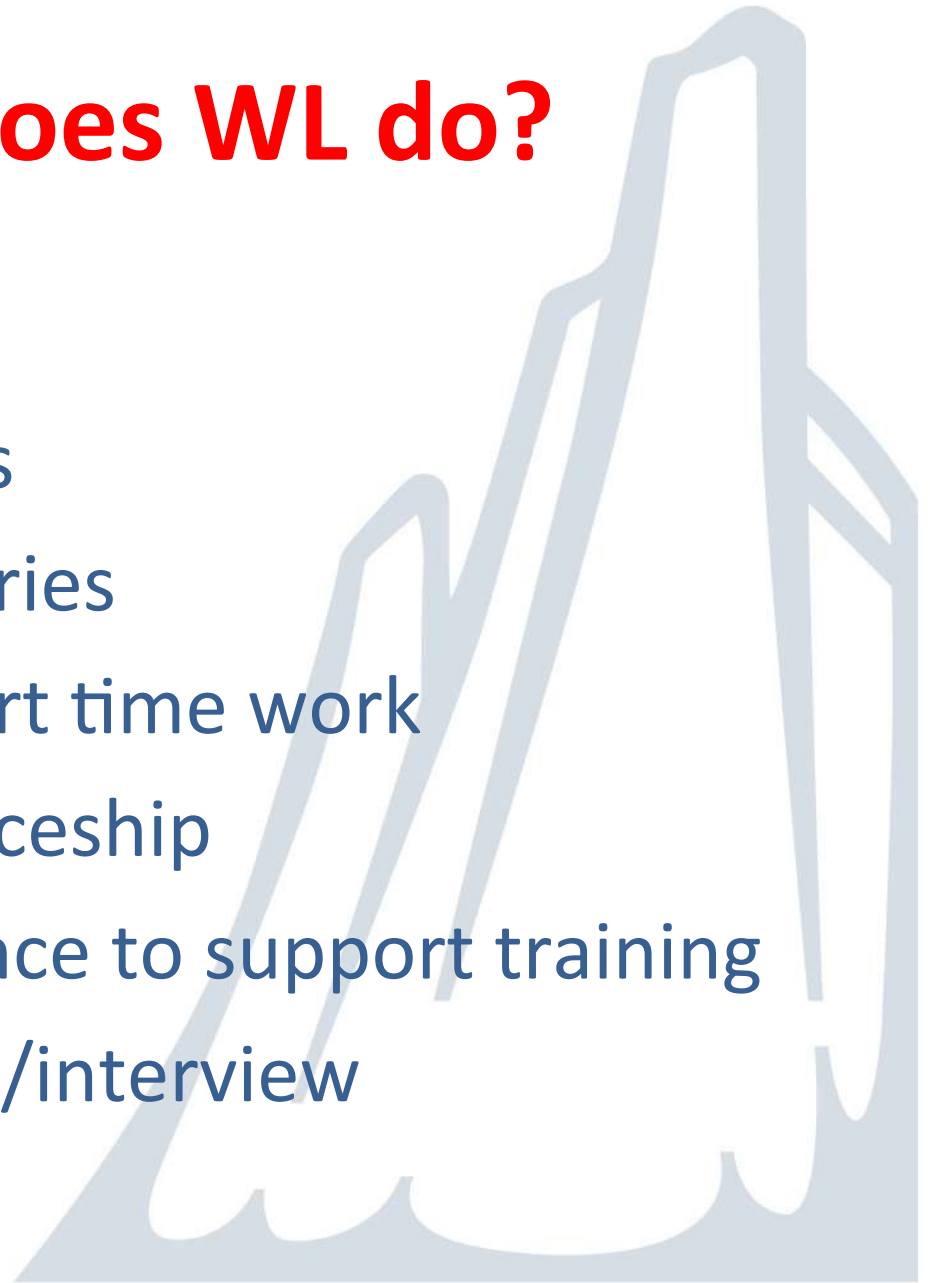 oes WL do?
s
ries
rt time work
ceship
nce to support training
/interview